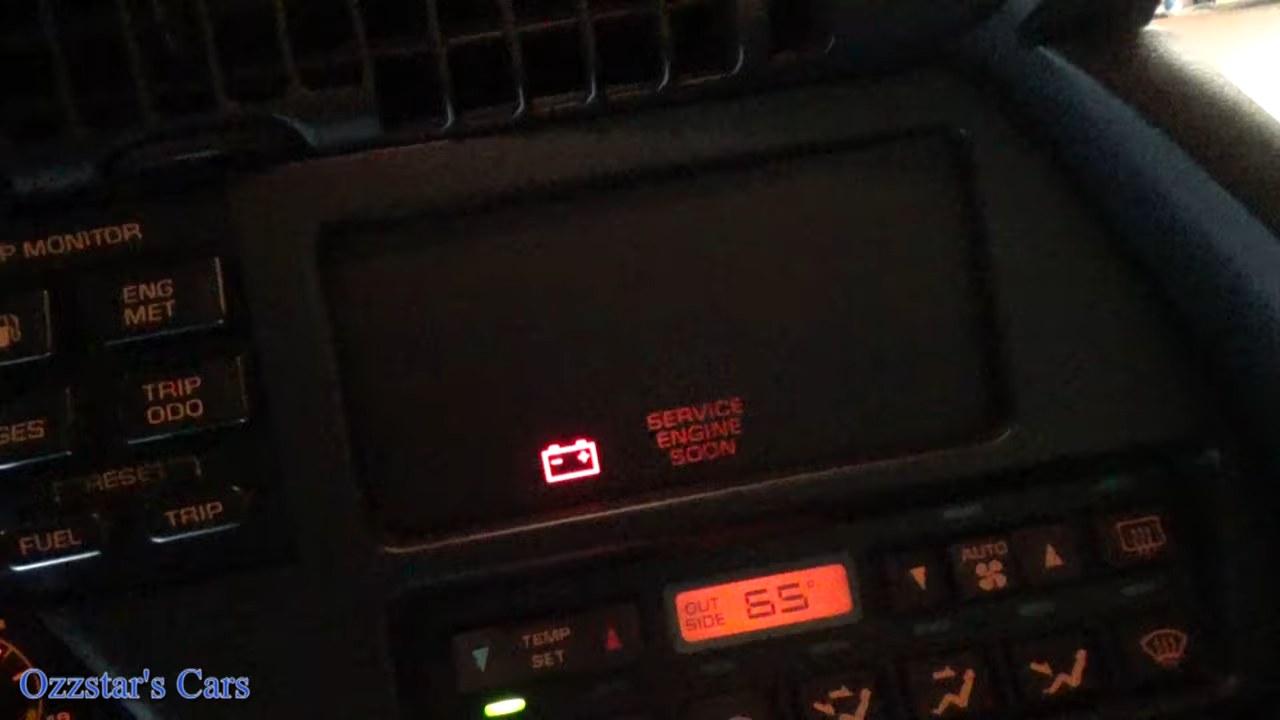 P MONITOR
ENG
MET
TRIP
ODO
GES
RESET
FUEL
TRIP
SERVICE
ENGINE
SOON
OUT
SIDE
65°
AUTO
TEMP
SET
Ozzstar's Cars